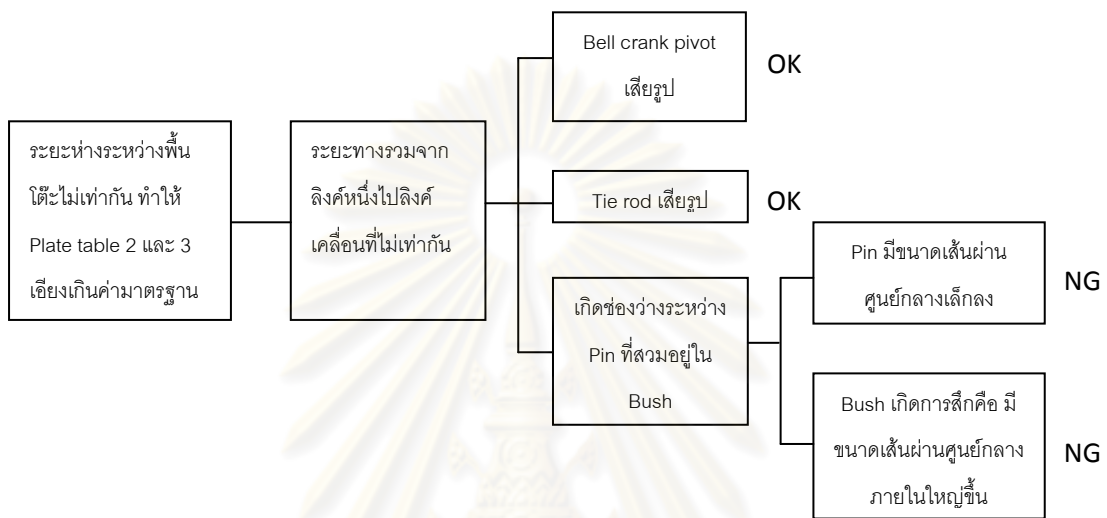 Bell crank pivot
เสียรูป
OK
ระยะห่างระหว่างพื้น
โต๊ะไม่เท่ากัน ทำให้
Plate table 2 และ 3
เอียงเกินค่ามาตรฐาน
ระยะทางรวมจาก
ลิงค์หนึ่งไปลิงค์
เคลื่อนที่ไม่เท่ากัน
Tie rod เสียรูป
OK
เกิดช่องว่างระหว่าง
Pin ที่สวมอยู่ใน
Bush
Pin มีขนาดเส้นผ่าน
ศูนย์กลางเล็กลง
NG
Bush เกิดการสึกคือ มี
ขนาดเส้นผ่านศูนย์กลาง
ภายในใหญ่ขึ้น
NG